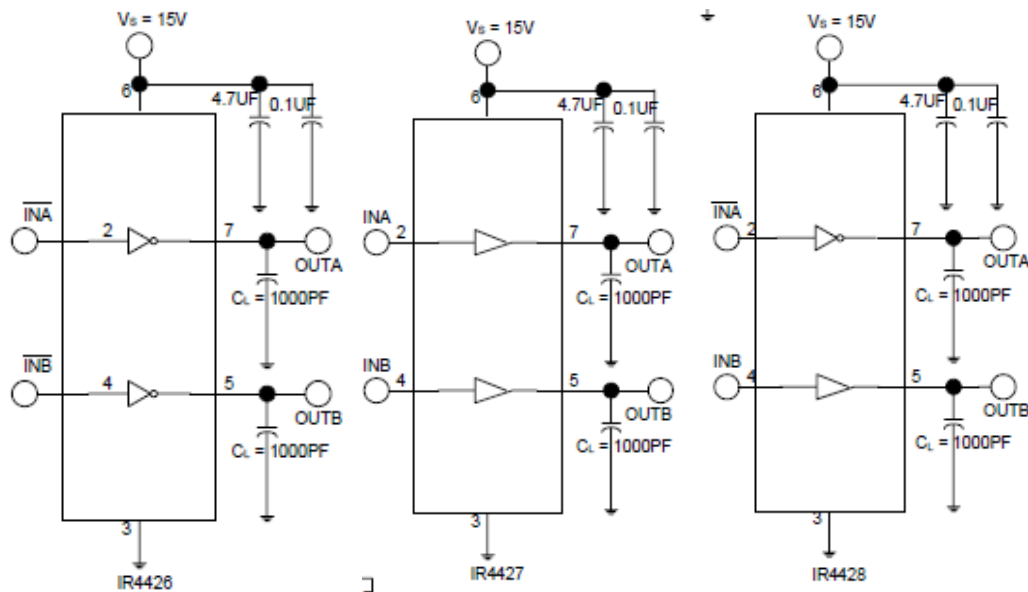 Vs = 15V
6
4.7UF
0.1UF
INA
2
7
OUTA
CL = 1000PF
INB
4
5
OUTB
CL = 1000PF
3
IR4426
Vs = 15V
6
4.7UF
0.1UF
INA
2
7
OUTA
CL = 1000PF
INB
4
5
OUTB
CL = 1000PF
3
IR4427
Vs = 15V
6
4.7UF
0.1UF
INA
2
7
OUTA
CL = 1000PF
INB
4
5
OUTB
CL = 1000PF
3
IR4428